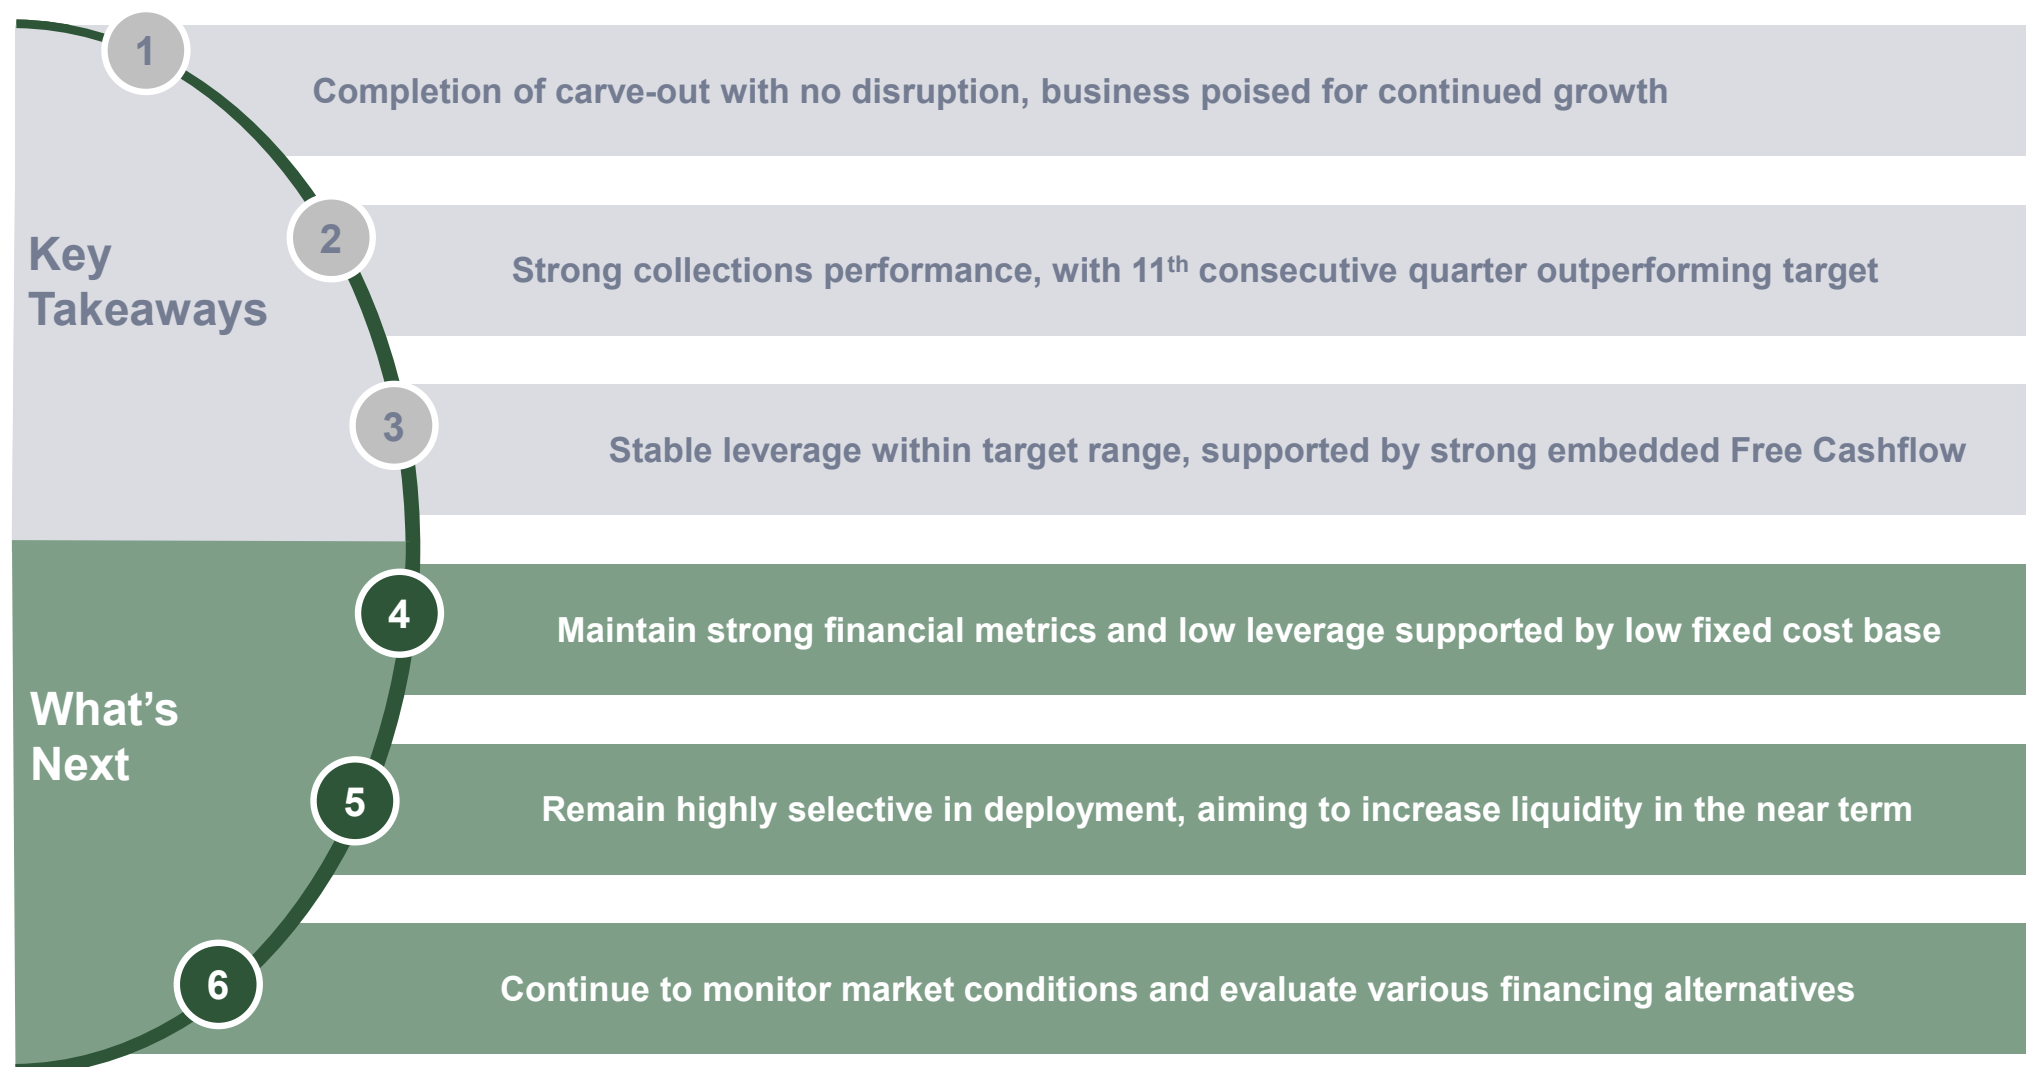 Key
Takeaways
1
Completion of carve-out with no disruption, business poised for continued growth
2
Strong collections performance, with 11th consecutive quarter outperforming target
3
Stable leverage within target range, supported by strong embedded Free Cashflow
What’s
Next
4
Maintain strong financial metrics and low leverage supported by low fixed cost base
5
Remain highly selective in deployment, aiming to increase liquidity in the near term
6
Continue to monitor market conditions and evaluate various financing alternatives